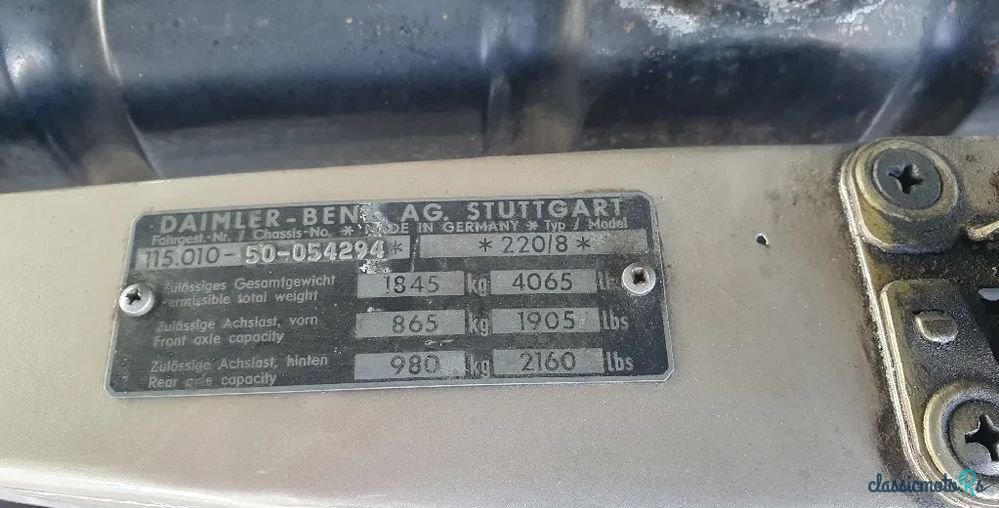 DAIMLER-BENZ AG. STUTTGART
Fahrgest.-Nr. / Chassis-No. * MADE IN GERMANY * Typ / Model
115.010-50-054294* *220/8*
Zulässiges Gesamtgewicht
Permissible total weight 1845 kg 4065 lbs
Zulässige Achslast, vorn
Front axle capacity 865 kg 1905 lbs
Zulässige Achslast, hinten
Rear axle capacity 980 kg 2160 lbs
classicmotoRs